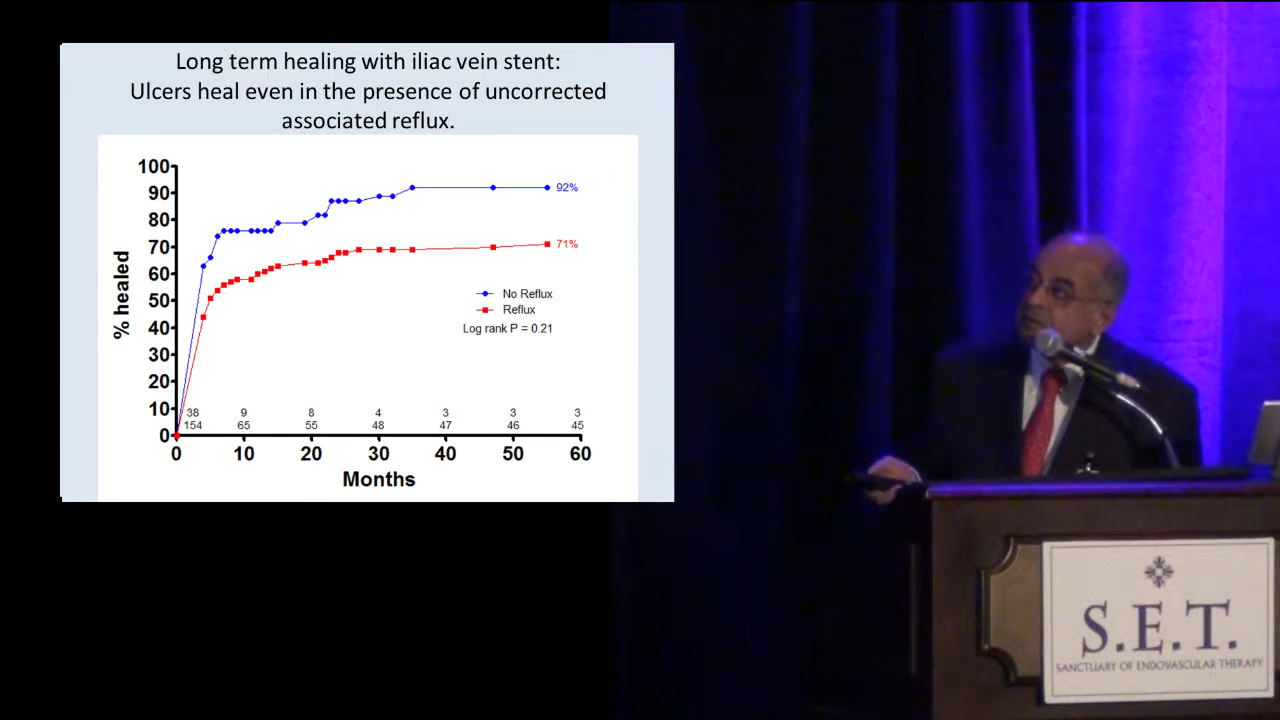 Long term healing with iliac vein stent:
Ulcers heal even in the presence of uncorrected
associated reflux.
100
90
80
70
60
50
40
30
20
10
0
% healed
92%
71%
No Reflux
Reflux
Log rank P = 0.21
38 9 8 4 3 3 3
154 65 55 48 47 46 45
0 10 20 30 40 50 60
Months
S.E.T.
SANCTUARY OF ENDOVASCULAR THERAPY